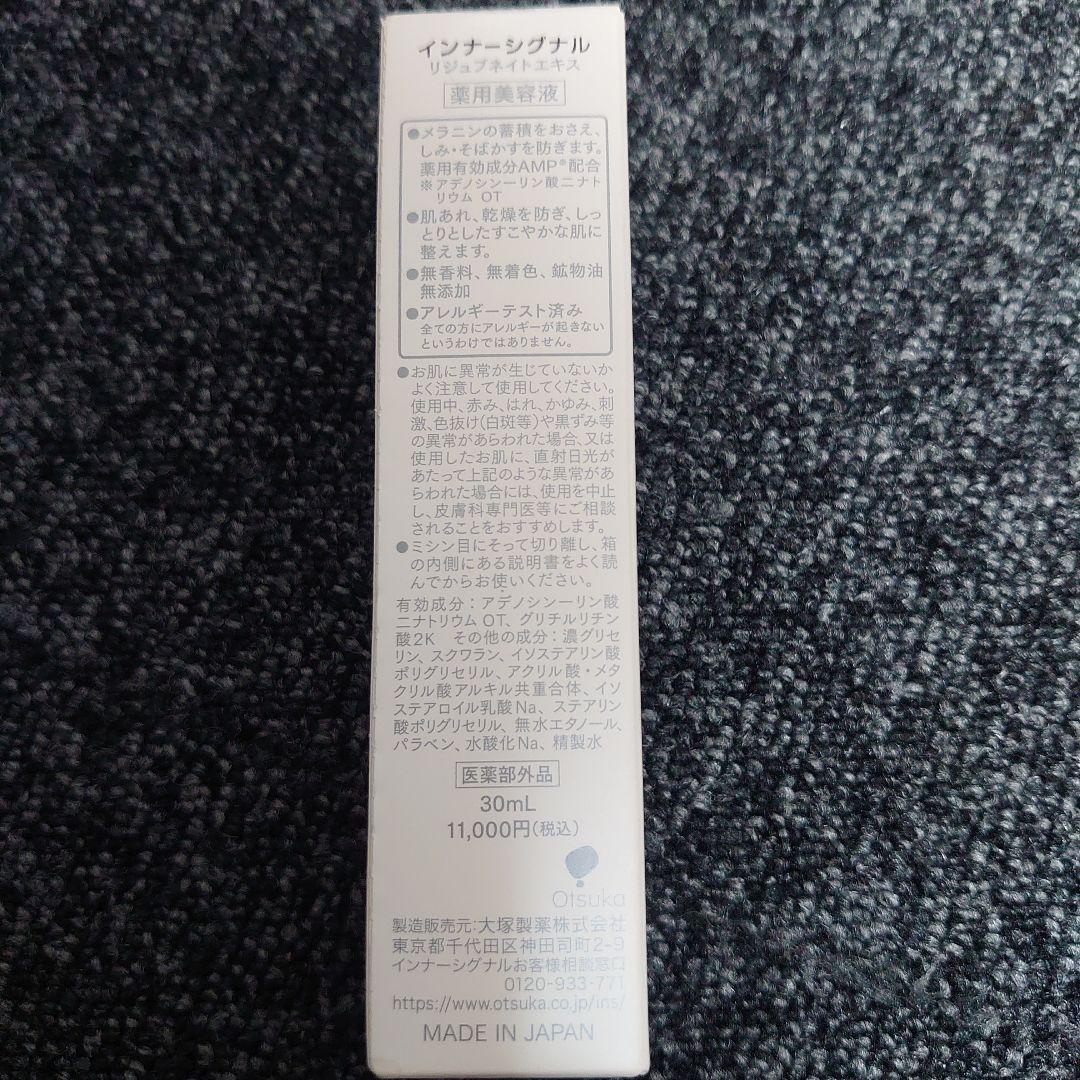 インナーシグナル
リジュブネイトエキス
薬用美容液
●メラニンの蓄積をおさえ、
しみ・そばかすを防ぎます。
薬用有効成分AMP※配合
※アデノシン一リン酸二ナト
リウム OT
●肌あれ、乾燥を防ぎ、しっ
とりとしたすこやかな肌に
整えます。
●無香料、無着色、鉱物油
無添加
●アレルギーテスト済み
全ての方にアレルギーが起きない
というわけではありません。
●お肌に異常が生じていないか
よく注意して使用してください。
使用中、赤み、はれ、かゆみ、刺
激、色抜け(白斑等)や黒ずみ等
の異常があらわれた場合、又は
使用したお肌に、直射日光が
あたって上記のような異常があ
らわれた場合には、使用を中止
し、皮膚科専門医等にご相談
されることをおすすめします。
●ミシン目にそって切り離し、箱
の内側にある説明書をよく読
んでからお使いください。
有効成分：アデノシン一リン酸
二ナトリウム OT、グリチルリチン
酸2K その他の成分：濃グリセ
リン、スクワラン、イソステアリン酸
ポリグリセリル、アクリル酸・メタ
クリル酸アルキル共重合体、イソ
ステアロイル乳酸Na、ステアリン
酸ポリグリセリル、無水エタノール、
パラベン、水酸化Na、精製水
医薬部外品
30mL
11,000円(税込)
Otsuka
製造販売元：大塚製薬株式会社
東京都千代田区神田司町2-9
インナーシグナルお客様相談窓口
0120-933-771
https://www.otsuka.co.jp/ins/
MADE IN JAPAN